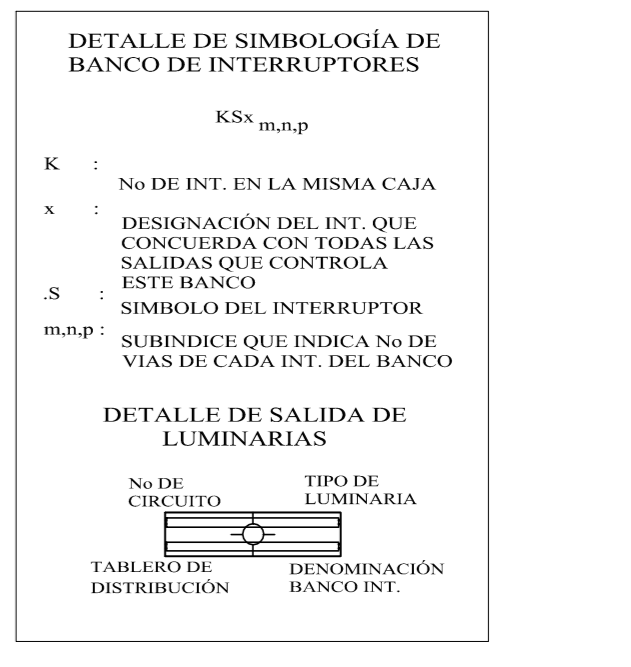 DETALLE DE SIMBOLOGÍA DE
BANCO DE INTERRUPTORES
KSx m,n,p
K :
No DE INT. EN LA MISMA CAJA
x :
DESIGNACIÓN DEL INT. QUE
CONCUERDA CON TODAS LAS
SALIDAS QUE CONTROLA
ESTE BANCO
.S :
SIMBOLO DEL INTERRUPTOR
m,n,p :
SUBINDICE QUE INDICA No DE
VIAS DE CADA INT. DEL BANCO
DETALLE DE SALIDA DE
LUMINARIAS
No DE
CIRCUITO
TIPO DE
LUMINARIA
TABLERO DE
DISTRIBUCIÓN
DENOMINACIÓN
BANCO INT.